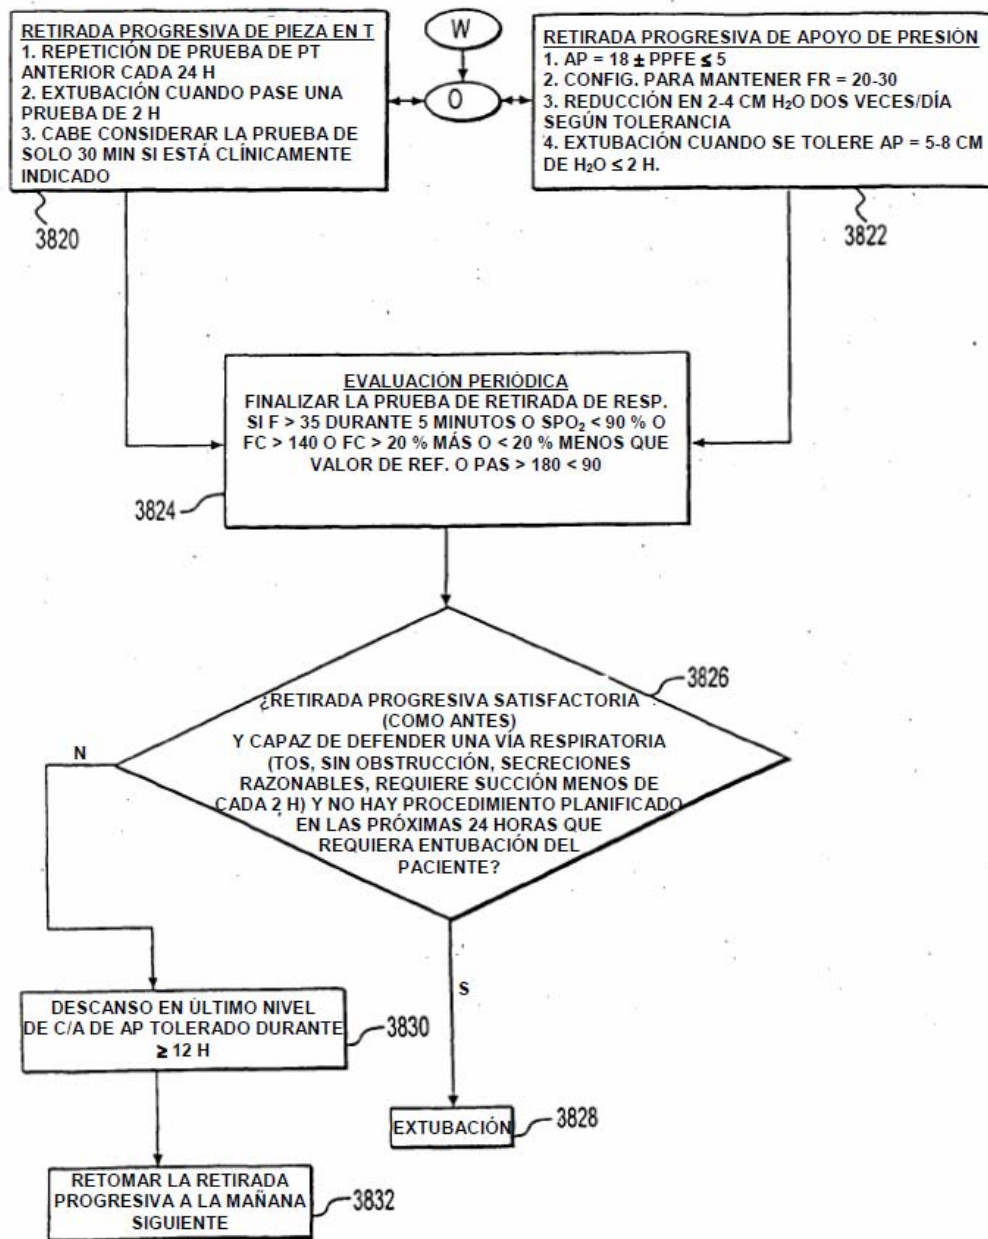 RETIRADA PROGRESIVA DE PIEZA EN T
1. REPETICIÓN DE PRUEBA DE PT
ANTERIOR CADA 24 H
2. EXTUBACIÓN CUANDO PASE UNA
PRUEBA DE 2 H
3. CABE CONSIDERAR LA PRUEBA DE
SOLO 30 MIN SI ESTÁ CLÍNICAMENTE
INDICADO
3820
W
O
RETIRADA PROGRESIVA DE APOYO DE PRESIÓN
1. AP = 18 ± PPFE ≤ 5
2. CONFIG. PARA MANTENER FR = 20-30
3. REDUCCIÓN EN 2-4 CM H₂O DOS VECES/DÍA
SEGÚN TOLERANCIA
4. EXTUBACIÓN CUANDO SE TOLERE AP = 5-8 CM
DE H₂O ≤ 2 H.
3822
EVALUACIÓN PERIÓDICA
FINALIZAR LA PRUEBA DE RETIRADA DE RESP.
SI F > 35 DURANTE 5 MINUTOS O SPO₂ < 90 % O
FC > 140 O FC > 20 % MÁS O < 20 % MENOS QUE
VALOR DE REF. O PAS > 180 < 90
3824
¿RETIRADA PROGRESIVA SATISFACTORIA
(COMO ANTES)
Y CAPAZ DE DEFENDER UNA VÍA RESPIRATORIA
(TOS, SIN OBSTRUCCIÓN, SECRECIONES
RAZONABLES, REQUIERE SUCCIÓN MENOS DE
CADA 2 H) Y NO HAY PROCEDIMIENTO PLANIFICADO
EN LAS PRÓXIMAS 24 HORAS QUE
REQUIERA ENTUBACIÓN DEL
PACIENTE?
3826
N
S
DESCANSO EN ÚLTIMO NIVEL
DE C/A DE AP TOLERADO DURANTE
≥ 12 H
3830
EXTUBACIÓN
3828
RETOMAR LA RETIRADA
PROGRESIVA A LA MAÑANA
SIGUIENTE
3832